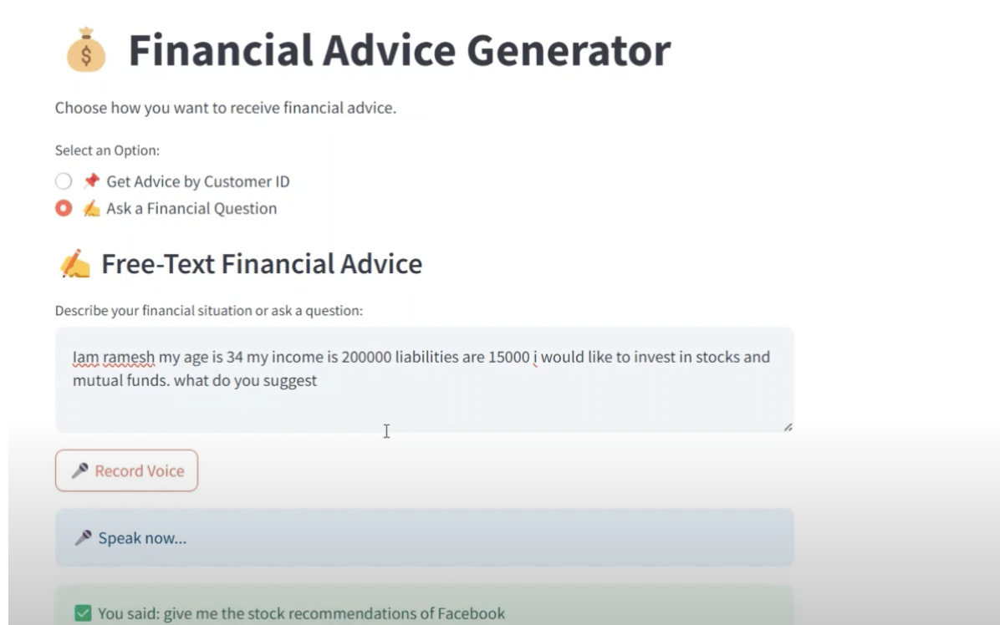 Financial Advice Generator
Choose how you want to receive financial advice.
Select an Option:
Get Advice by Customer ID
Ask a Financial Question
Free-Text Financial Advice
Describe your financial situation or ask a question:
Iam ramesh my age is 34 my income is 200000 liabilities are 15000 i would like to invest in stocks and
mutual funds. what do you suggest
Record Voice
Speak now...
You said: give me the stock recommendations of Facebook